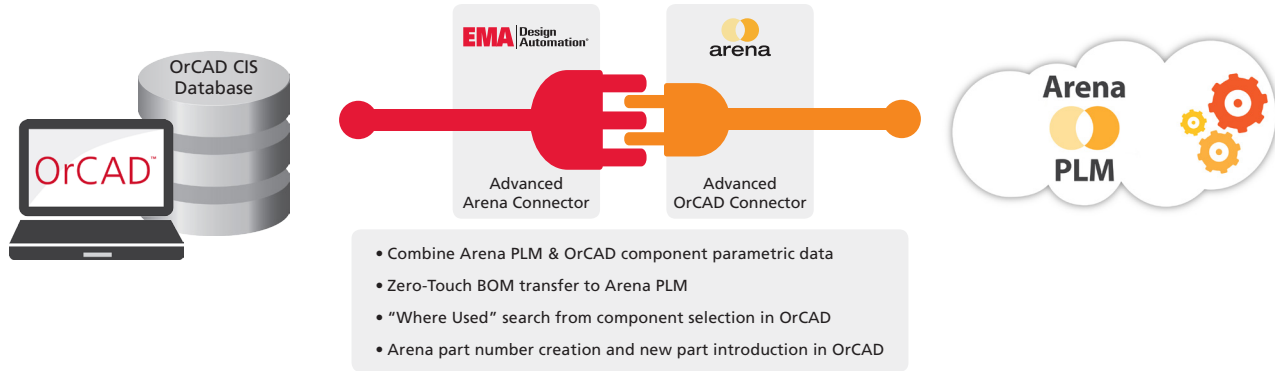 OrCAD CIS
Database
OrCAD™
EMA Design
Automation®
arena
Advanced
Arena Connector
Advanced
OrCAD Connector
Arena
PLM
• Combine Arena PLM & OrCAD component parametric data
• Zero-Touch BOM transfer to Arena PLM
• “Where Used” search from component selection in OrCAD
• Arena part number creation and new part introduction in OrCAD